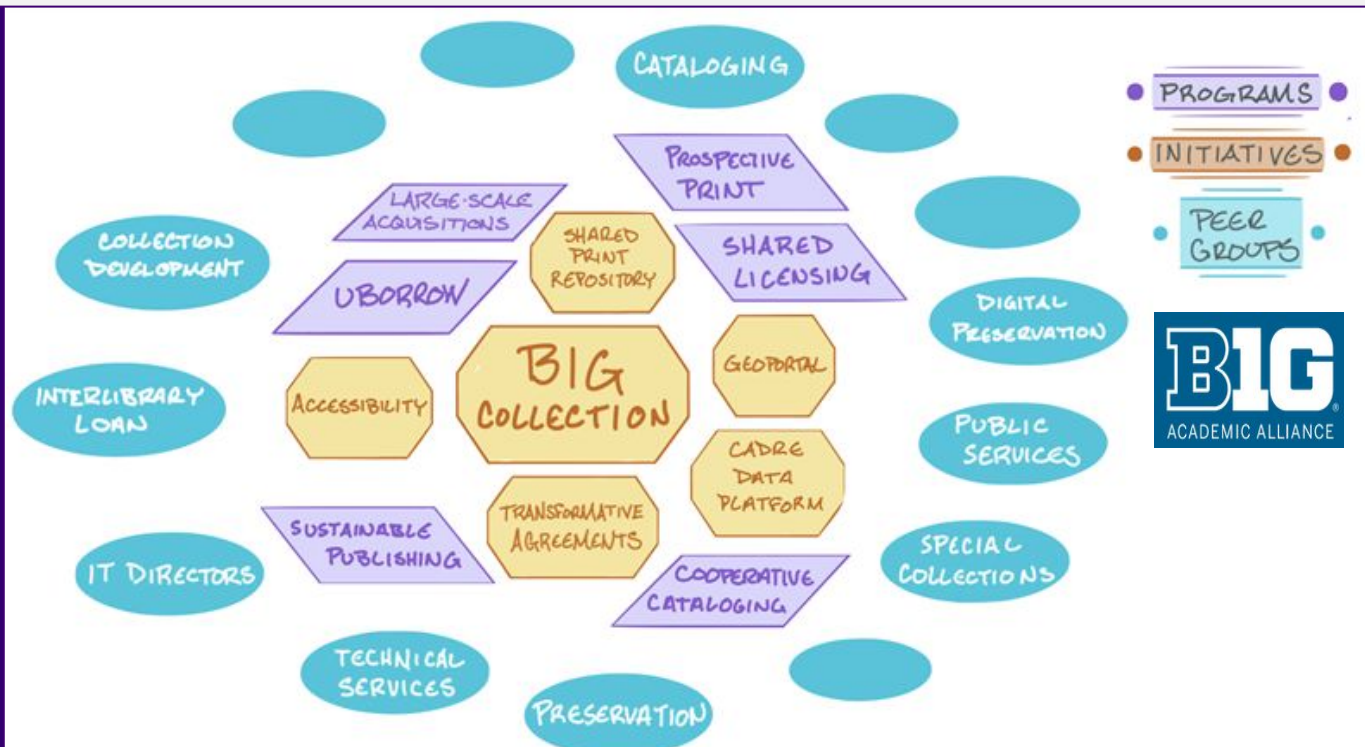 CATALOGING
PROSPECTIVE
PRINT
LARGE-SCALE
ACQUISITIONS
SHARED
PRINT
REPOSITORY
SHARED
LICENSING
COLLECTION
DEVELOPMENT
UBORROW
BIG
COLLECTION
GEOPORTAL
DIGITAL
PRESERVATION
INTERLIBRARY
LOAN
ACCESSIBILITY
CADRE
DATA
PLATFORM
PUBLIC
SERVICES
SUSTAINABLE
PUBLISHING
TRANSFORMATIVE
AGREEMENTS
COOPERATIVE
CATALOGING
SPECIAL
COLLECTIONS
IT DIRECTORS
TECHNICAL
SERVICES
PRESERVATION
PROGRAMS
INITIATIVES
PEER
GROUPS
B1G®
ACADEMIC ALLIANCE